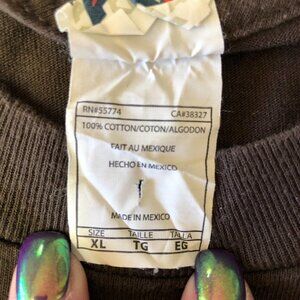 RN#55774 CA#38327
100% COTTON/COTON/ALGODON
FAIT AU MEXIQUE
HECHO EN MEXICO
MADE IN MEXICO
SIZE TAILLE TALLA
XL TG EG